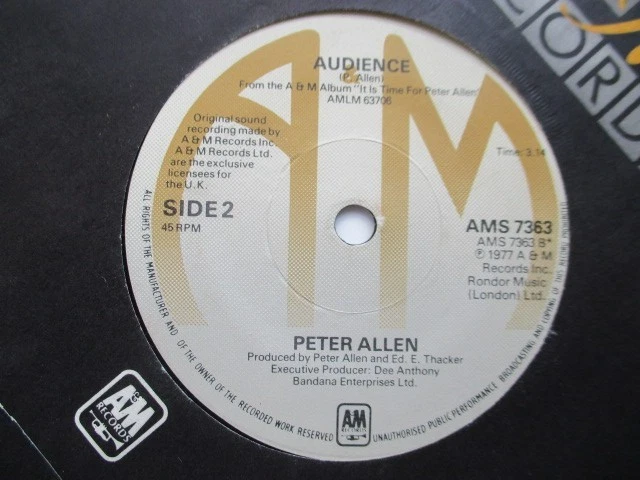 AUDIENCE
(P. Allen)
From the A & M Album "It Is Time For Peter Allen"
AMLM 63706
Original sound
recording made by
A & M Records Inc
A & M Records Ltd.
are the exclusive
licensees for
the U.K.
Time: 3.14
SIDE 2
45 RPM
AMS 7363
AMS 7363 B*
℗ 1977 A & M
Records Inc.
Rondor Music
(London) Ltd.
PETER ALLEN
Produced by Peter Allen and Ed. E. Thacker
Executive Producer: Dee Anthony
Bandana Enterprises Ltd.
A&M
RECORDS
ALL RIGHTS OF THE MANUFACTURER AND OF THE OWNER OF THE RECORDED WORK RESERVED
UNAUTHORISED PUBLIC PERFORMANCE, BROADCASTING AND COPYING OF THIS RECORD PROHIBITED
A&M
RECORDS
A M